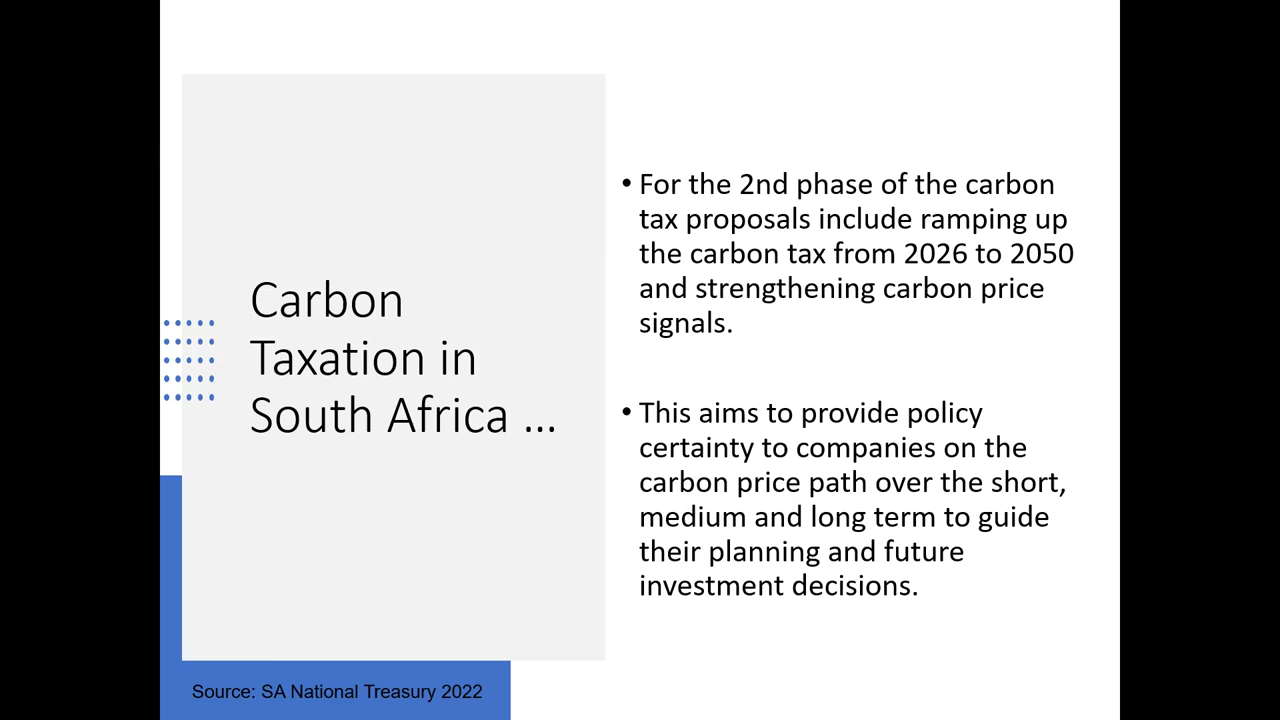 Carbon
Taxation in
South Africa ...
• For the 2nd phase of the carbon
tax proposals include ramping up
the carbon tax from 2026 to 2050
and strengthening carbon price
signals.
• This aims to provide policy
certainty to companies on the
carbon price path over the short,
medium and long term to guide
their planning and future
investment decisions.
Source: SA National Treasury 2022